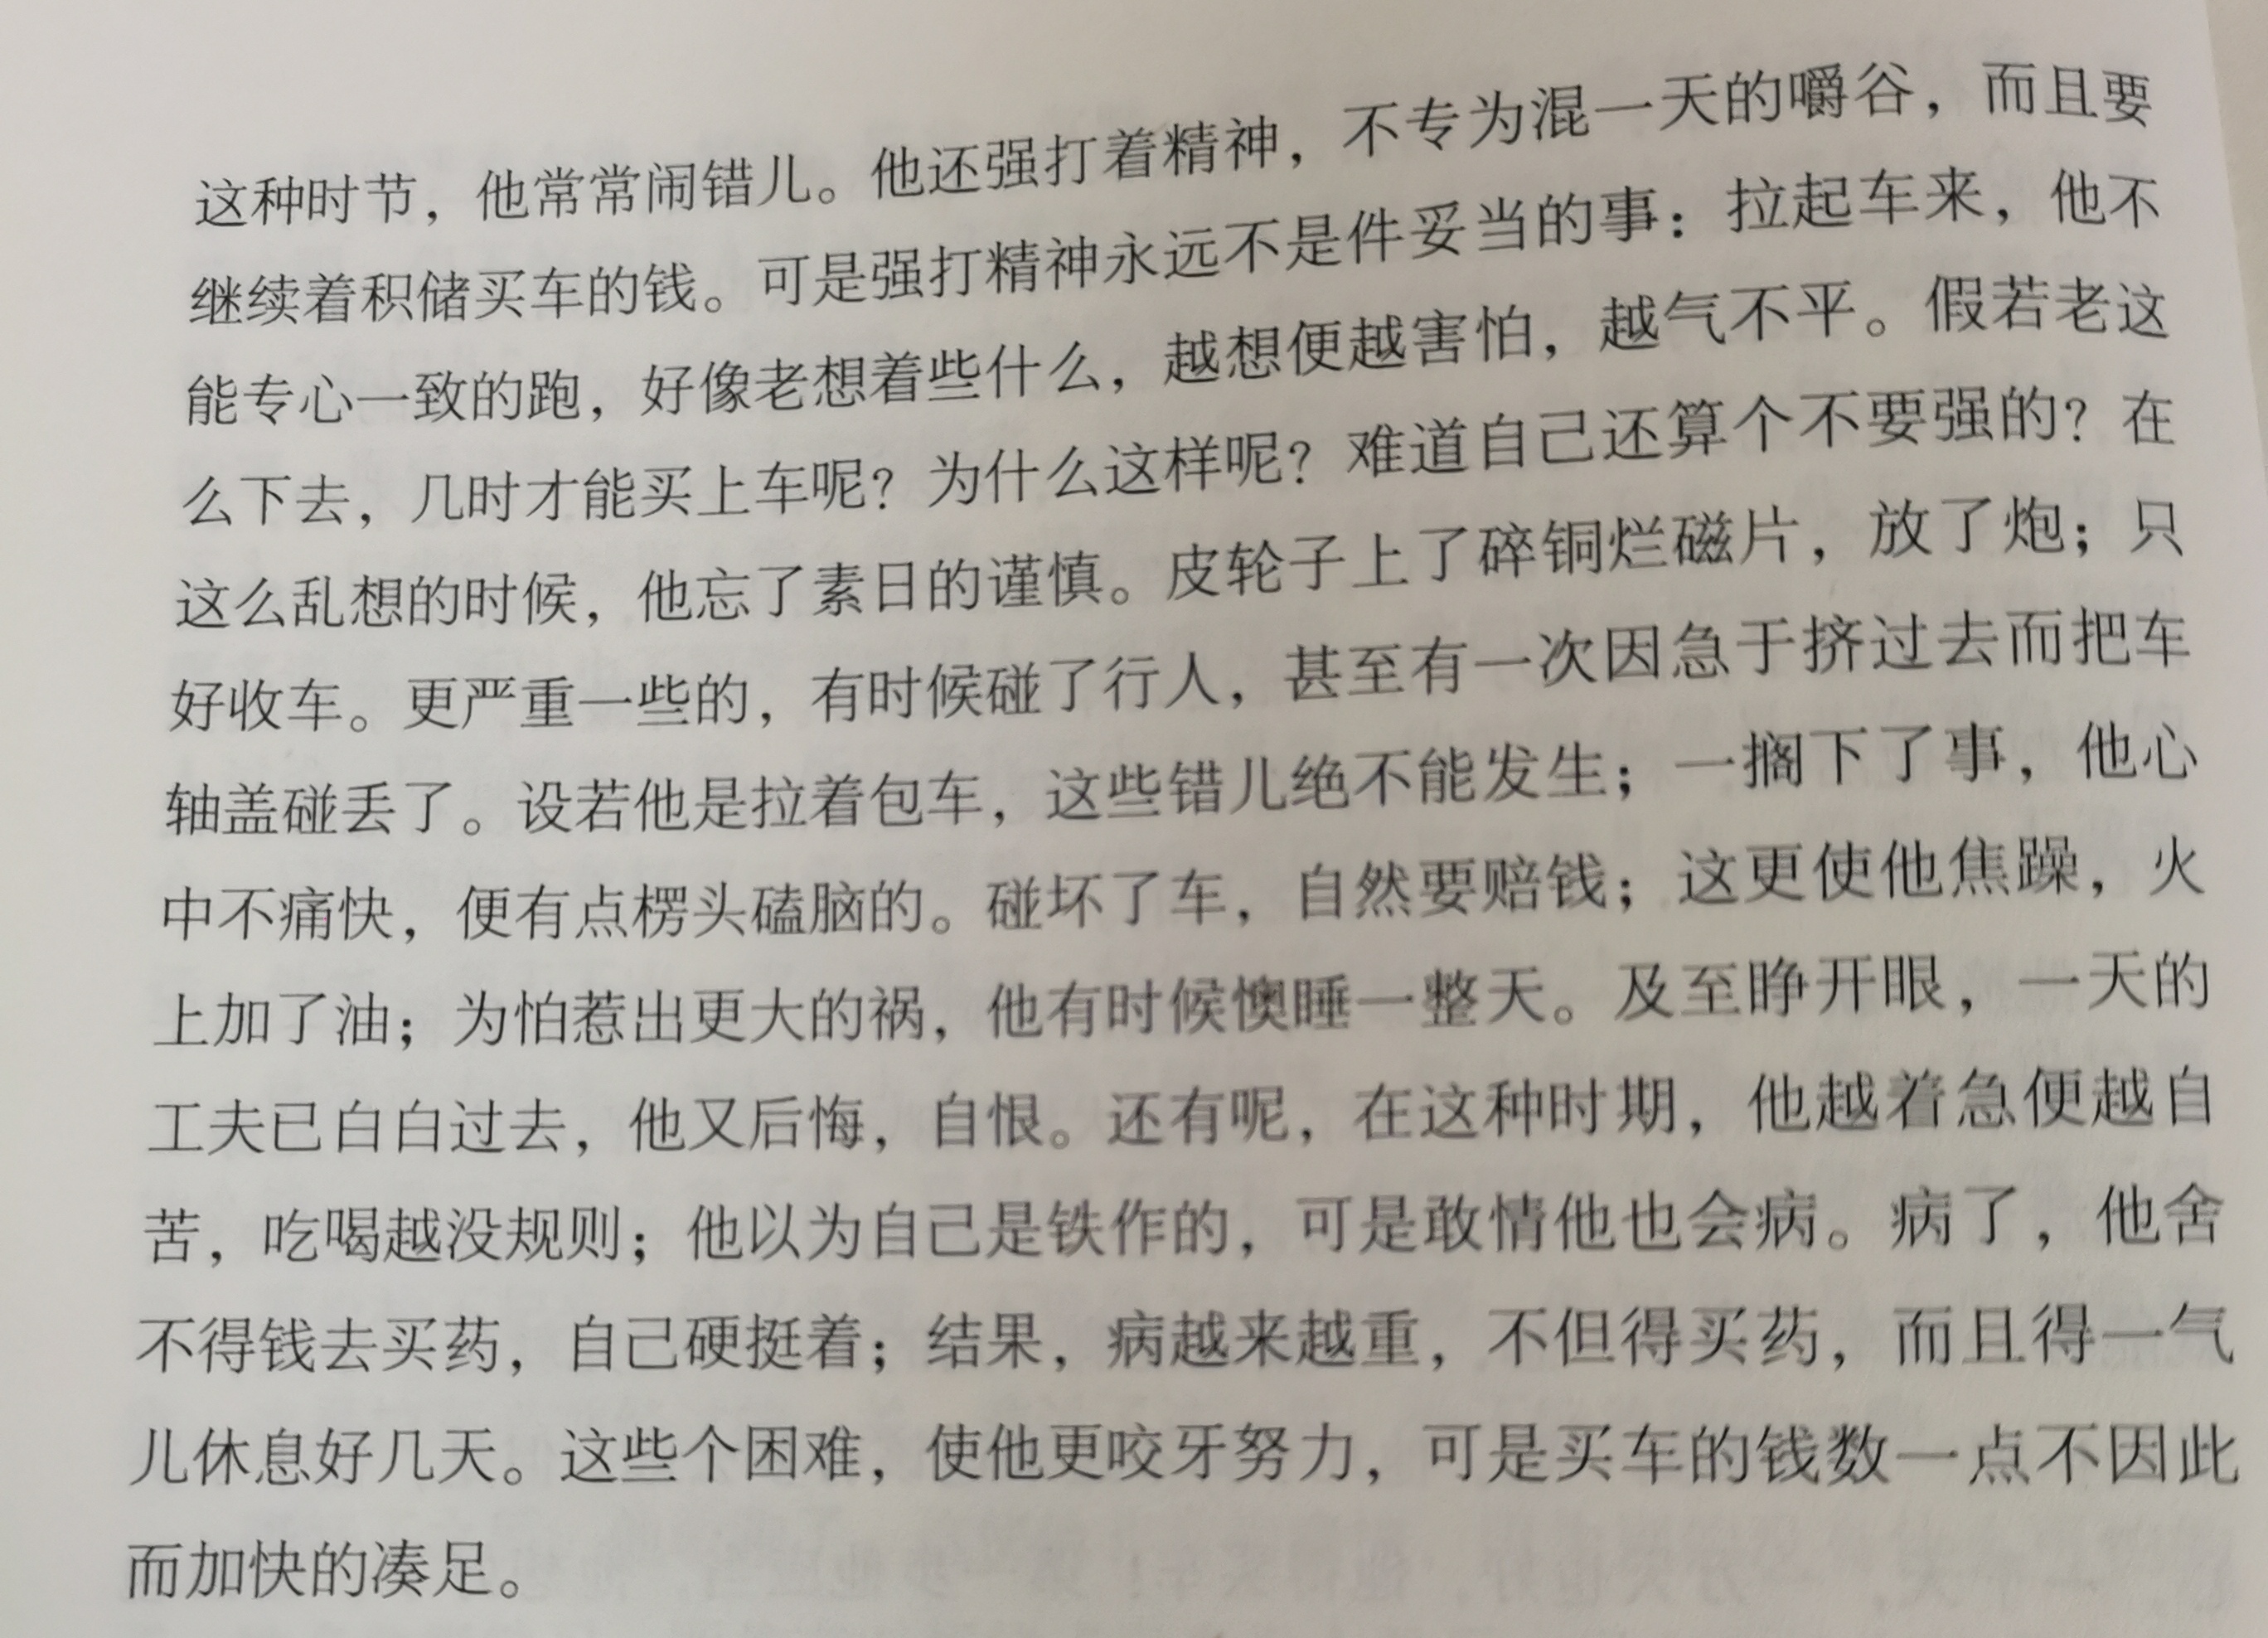 这种时节，他常常闹错儿。他还强打着精神，不专为混一天的嚼谷，而且要
继续着积储买车的钱。可是强打精神永远不是件妥当的事：拉起车来，他不
能专心一致的跑，好像老想着些什么，越想便越害怕，越气不平。假若老这
么下去，几时才能买上车呢？为什么这样呢？难道自己还算个不要强的？在
这么乱想的时候，他忘了素日的谨慎。皮轮子上了碎铜烂磁片，放了炮；只
好收车。更严重一些的，有时候碰了行人，甚至有一次因急于挤过去而把车
轴盖碰丢了。设若他是拉着包车，这些错儿绝不能发生；一搁下了事，他心
中不痛快，便有点楞头磕脑的。碰坏了车，自然要赔钱；这更使他焦躁，火
上加了油；为怕惹出更大的祸，他有时候懊睡一整天。及至睁开眼，一天的
工夫已白白过去，他又后悔，自恨。还有呢，在这种时期，他越着急便越自
苦，吃喝越没规则；他以为自己是铁作的，可是敢情他也会病。病了，他舍
不得钱去买药，自己硬挺着；结果，病越来越重，不但得买药，而且得一气
儿休息好几天。这些个困难，使他更咬牙努力，可是买车的钱数一点不因此
而加快的凑足。